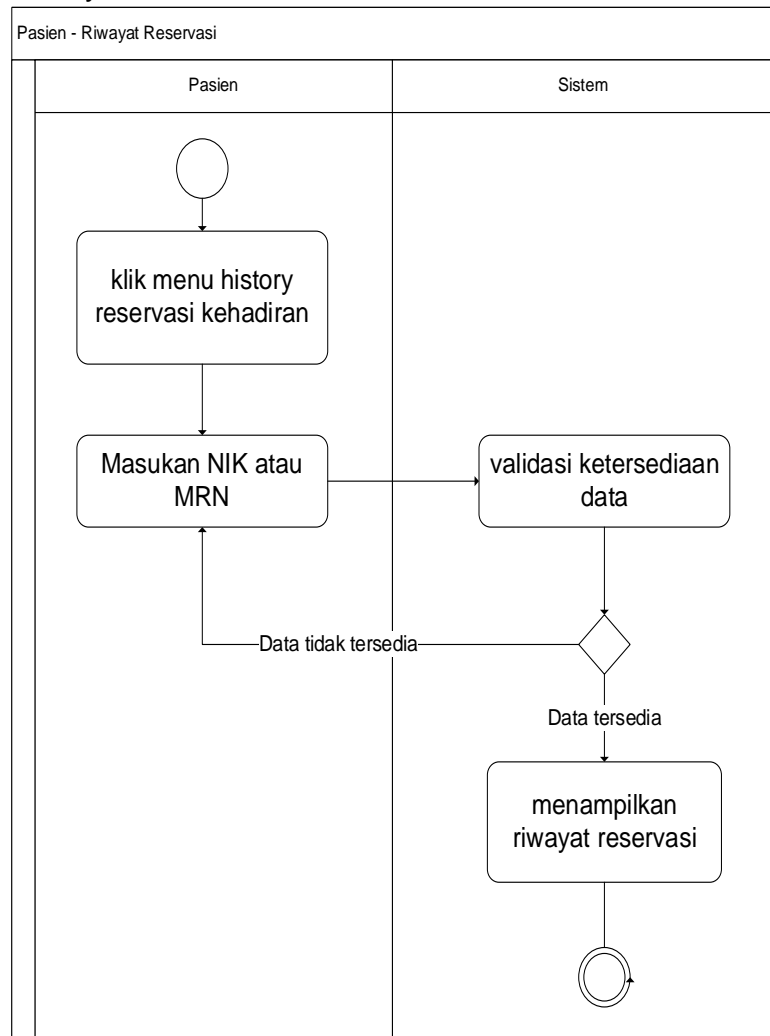 Pasien - Riwayat Reservasi
Pasien
Sistem
klik menu history
reservasi kehadiran
Masukan NIK atau
MRN
validasi ketersediaan
data
Data tidak tersedia
Data tersedia
menampilkan
riwayat reservasi